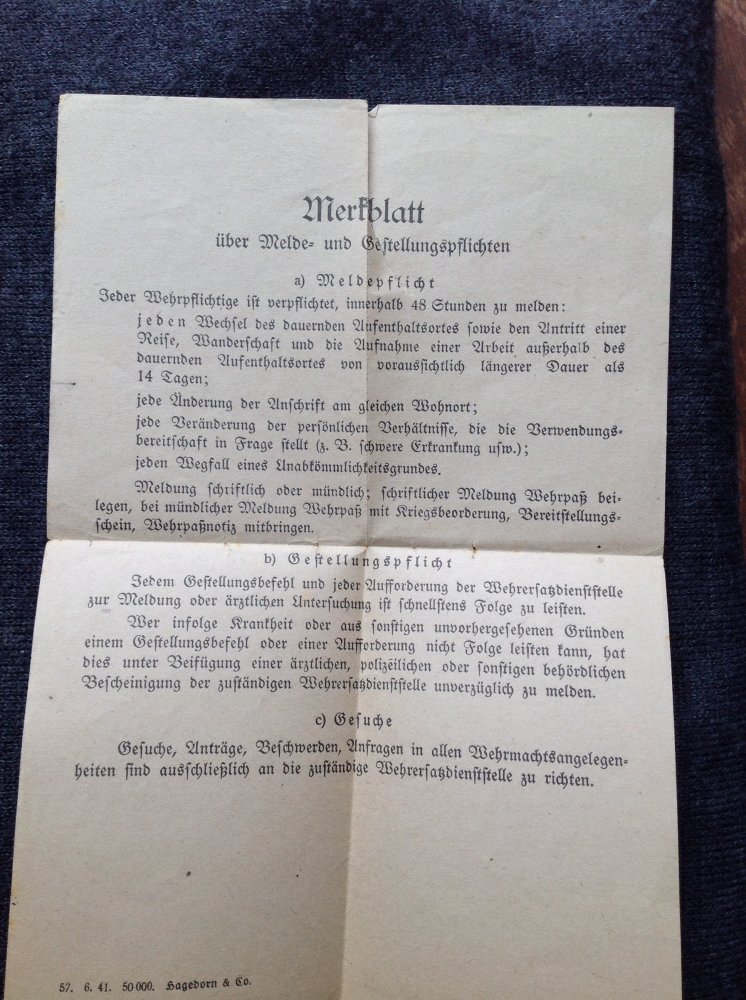 Merkblatt
über Melde- und Gestellungspflichten
a) Meldepflicht
Jeder Wehrpflichtige ist verpflichtet, innerhalb 48 Stunden zu melden:
jeden Wechsel des dauernden Aufenthaltsortes sowie den Antritt einer
Reise, Wanderschaft und die Aufnahme einer Arbeit außerhalb des
dauernden Aufenthaltsortes von voraussichtlich längerer Dauer als
14 Tagen;
jede Änderung der Anschrift am gleichen Wohnort;
jede Veränderung der persönlichen Verhältnisse, die die Verwendungs-
bereitschaft in Frage stellt (z. B. schwere Erkrankung usw.);
jeden Wegfall eines Unabkömmlichkeitsgrundes.
Meldung schriftlich oder mündlich; schriftlicher Meldung Wehrpaß bei-
legen, bei mündlicher Meldung Wehrpaß mit Kriegsbeorderung, Bereitstellungs-
schein, Wehrpaßnotiz mitbringen.
b) Gestellungspflicht
Jedem Gestellungsbefehl und jeder Aufforderung der Wehrersatzdienststelle
zur Meldung oder ärztlichen Untersuchung ist schnellstens Folge zu leisten.
Wer infolge Krankheit oder aus sonstigen unvorhergesehenen Gründen
einem Gestellungsbefehl oder einer Aufforderung nicht Folge leisten kann, hat
dies unter Beifügung einer ärztlichen, polizeilichen oder sonstigen behördlichen
Bescheinigung der zuständigen Wehrersatzdienststelle unverzüglich zu melden.
c) Gesuche
Gesuche, Anträge, Beschwerden, Anfragen in allen Wehrmachtsangelegen-
heiten sind ausschließlich an die zuständige Wehrersatzdienststelle zu richten.
57. 6. 41. 50000. Hagedorn & Co.